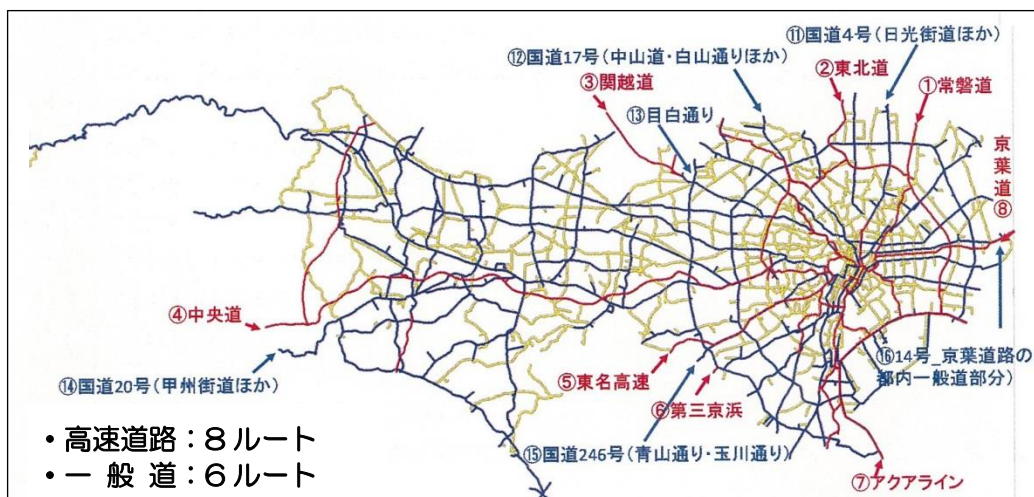 ⑪国道4号(日光街道ほか)
⑫国道17号(中山道・白山通りほか)
②東北道
③関越道
①常磐道
⑬目白通り
京葉道⑧
④中央道
⑭国道20号(甲州街道ほか)
⑤東名高速
⑯14号_京葉道路の
都内一般道部分)
⑥第三京浜
・高速道路:8ルート
・一般道:6ルート
⑮国道246号(青山通り・玉川通り)
⑦アクアライン